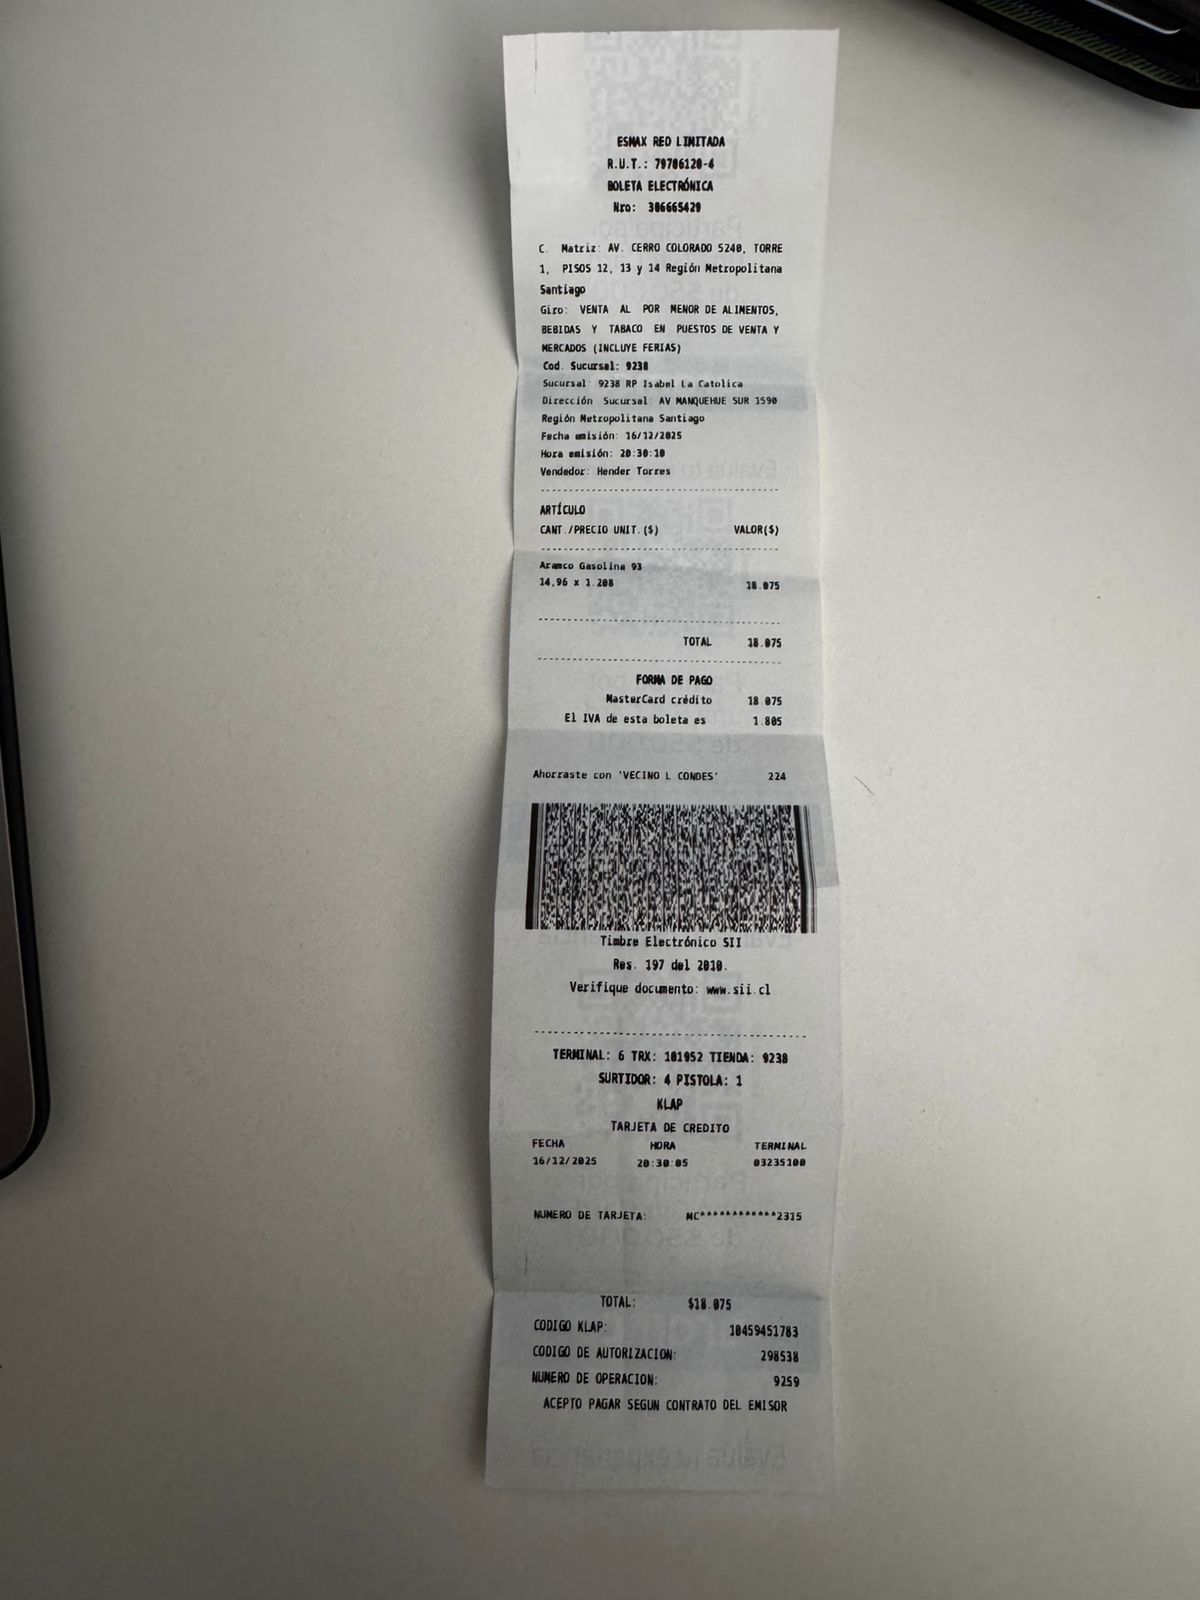 ESMAX RED LIMITADA
R.U.T.: 79706120-4
BOLETA ELECTRÓNICA
Nro: 306665420
C. Matriz: AV. CERRO COLORADO 5240, TORRE
1, PISOS 12, 13 y 14 Región Metropolitana
Santiago
Giro: VENTA AL POR MENOR DE ALIMENTOS,
BEBIDAS Y TABACO EN PUESTOS DE VENTA Y
MERCADOS (INCLUYE FERIAS)
Cod. Sucursal: 9238
Sucursal: 9238 RP Isabel La Catolica
Dirección Sucursal: AV MANQUEHUE SUR 1590
Región Metropolitana Santiago
Fecha emisión: 16/12/2025
Hora emisión: 20:30:10
Vendedor: Hender Torres
ARTÍCULO
CANT./PRECIO UNIT.($) VALOR($)
Aramco Gasolina 93
14,96 x 1.208 18.075
TOTAL 18.075
FORMA DE PAGO
MasterCard crédito 18.075
El IVA de esta boleta es 1.805
Ahorraste con 'VECINO L CONDES' 224
Timbre Electrónico SII
Res. 197 del 2010.
Verifique documento: www.sii.cl
TERMINAL: 6 TRX: 101952 TIENDA: 9238
SURTIDOR: 4 PISTOLA: 1
KLAP
TARJETA DE CREDITO
FECHA HORA TERMINAL
16/12/2025 20:30:05 03235100
NUMERO DE TARJETA: MC************2315
TOTAL: $18.075
CODIGO KLAP: 10459451783
CODIGO DE AUTORIZACION: 298538
NUMERO DE OPERACION: 9259
ACEPTO PAGAR SEGUN CONTRATO DEL EMISOR